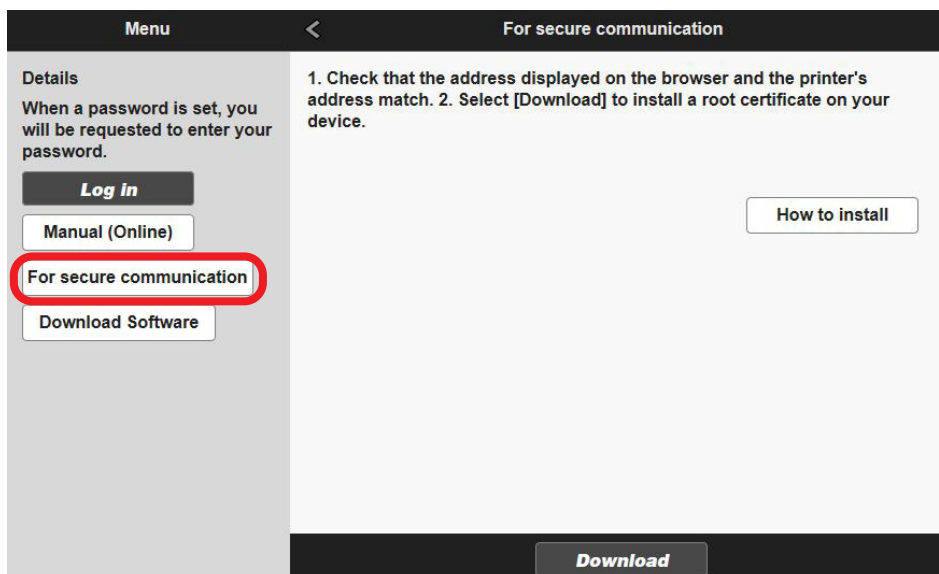 Menu
Details
When a password is set, you
will be requested to enter your
password.
Log in
Manual (Online)
For secure communication
Download Software
For secure communication
1. Check that the address displayed on the browser and the printer's
address match. 2. Select [Download] to install a root certificate on your
device.
How to install
Download